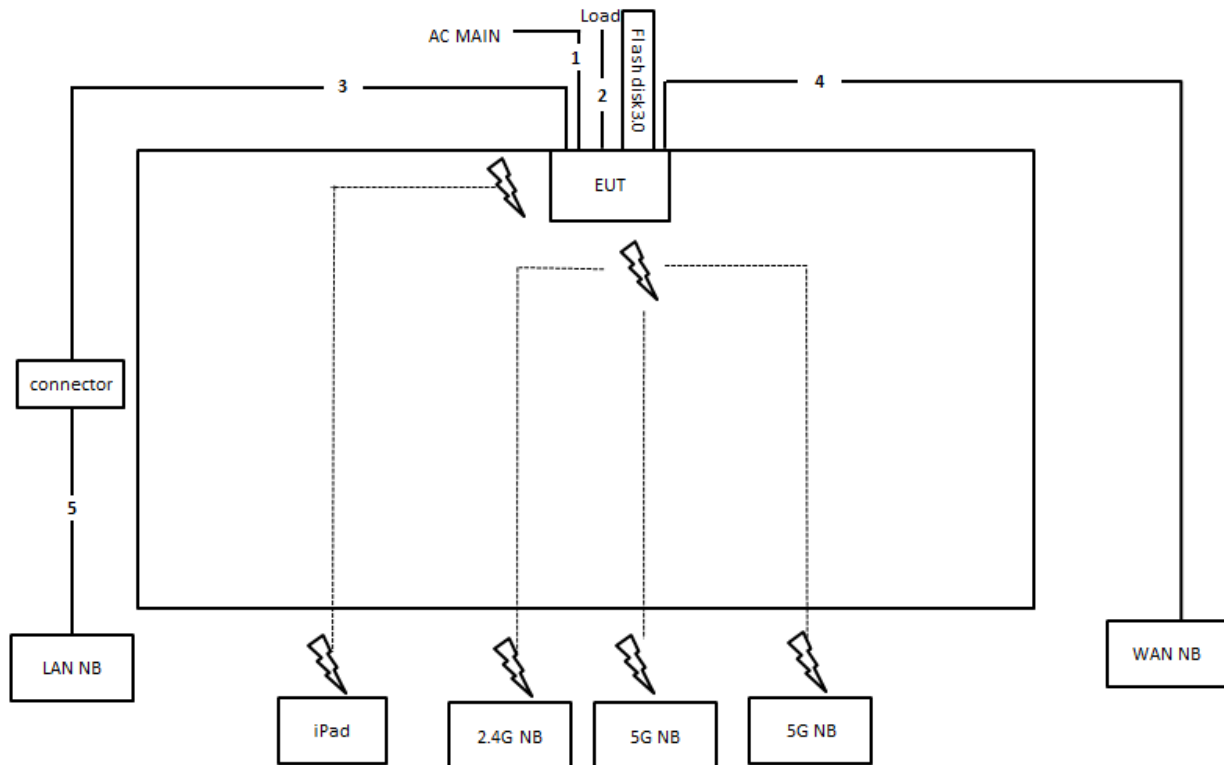 Load
AC MAIN
1
2
Flash disk3.0
3
4
EUT
connector
5
LAN NB
WAN NB
iPad
2.4G NB
5G NB
5G NB